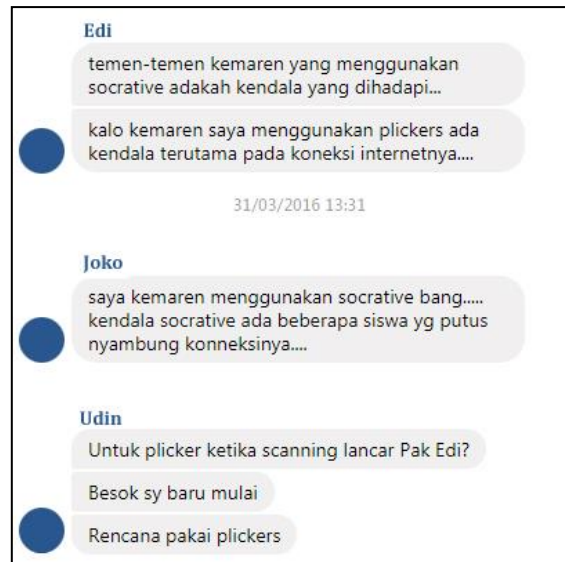 Edi
temen-temen kemaren yang menggunakan
socrative adakah kendala yang dihadapi...
kalo kemaren saya menggunakan plickers ada
kendala terutama pada koneksi internetnya....
31/03/2016 13:31
Joko
saya kemaren menggunakan socrative bang.....
kendala socrative ada beberapa siswa yg putus
nyambung konneksinya....
Udin
Untuk plicker ketika scanning lancar Pak Edi?
Besok sy baru mulai
Rencana pakai plickers